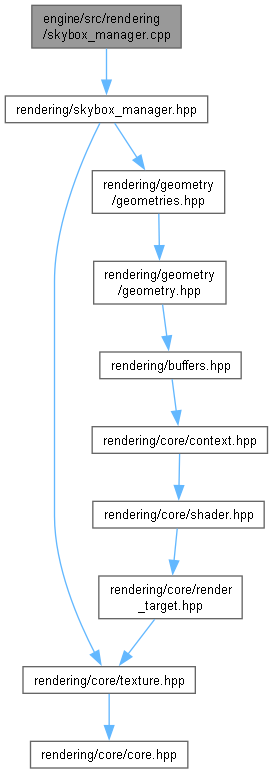 engine/src/rendering
/skybox_manager.cpp
rendering/skybox_manager.hpp
rendering/geometry
/geometries.hpp
rendering/geometry
/geometry.hpp
rendering/buffers.hpp
rendering/core/context.hpp
rendering/core/shader.hpp
rendering/core/render
_target.hpp
rendering/core/texture.hpp
rendering/core/core.hpp